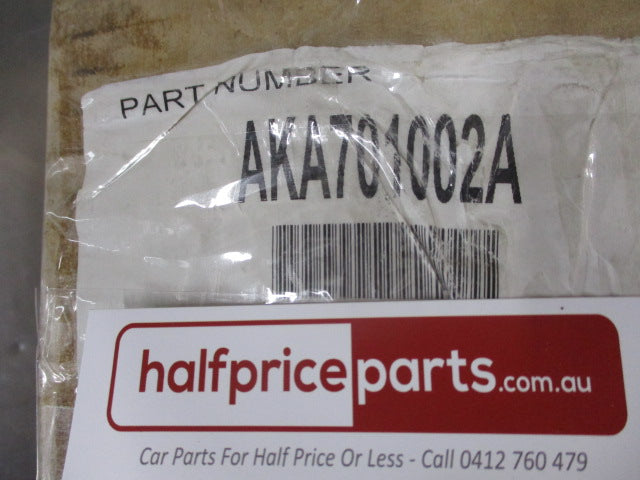 PART NUMBER
AKA701002A
halfpriceparts.com.au
Car Parts For Half Price Or Less - Call 0412 760 479